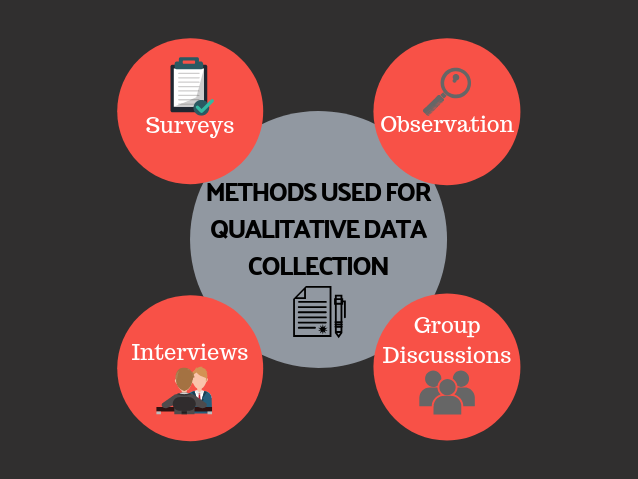 Surveys
Observation
METHODS USED FOR
QUALITATIVE DATA
COLLECTION
Interviews
Group
Discussions